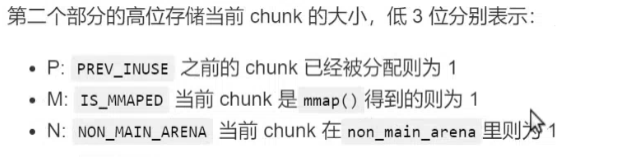 第二个部分的高位存储当前 chunk 的大小，低 3 位分别表示：
• P: PREV_INUSE 之前的 chunk 已经被分配则为 1
• M: IS_MMAPED 当前 chunk 是 mmap() 得到的则为 1
• N: NON_MAIN_ARENA 当前 chunk 在 non_main_arena 里则为 1